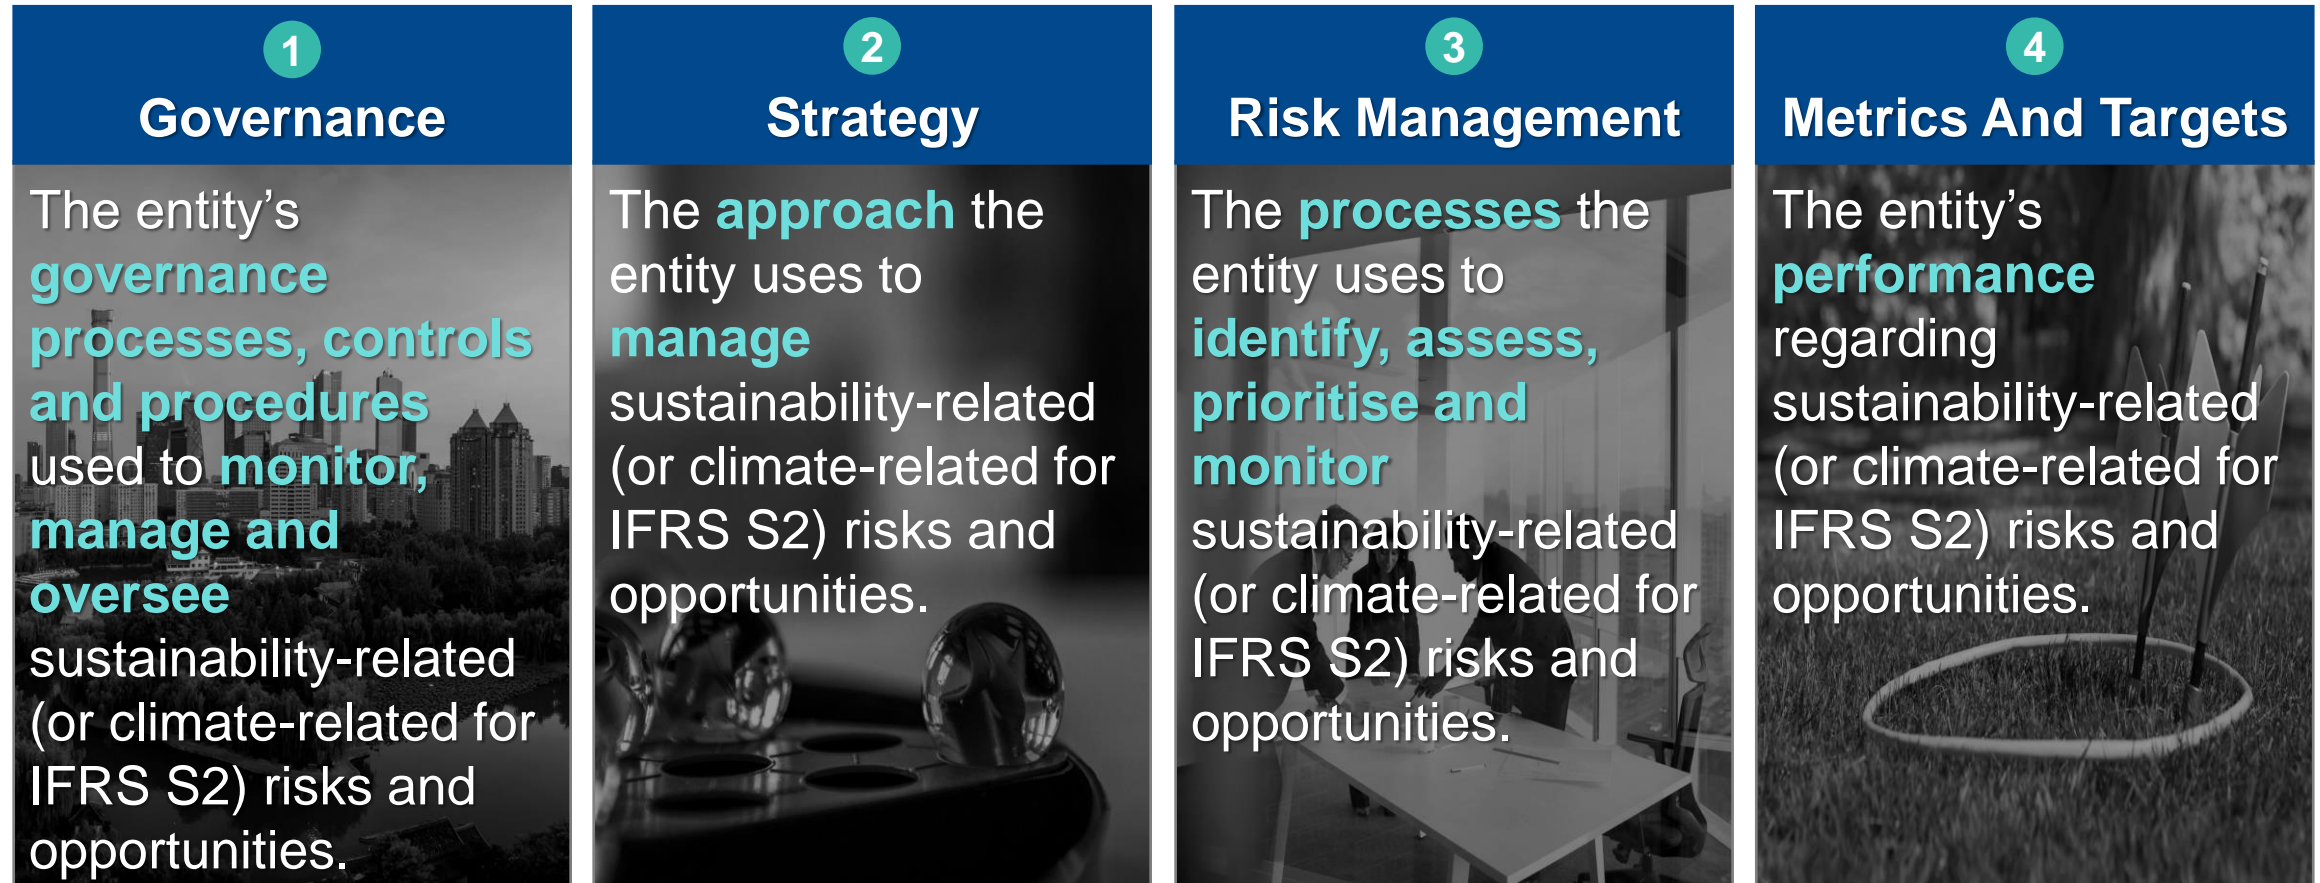 1
Governance
The entity’s
governance
processes, controls
and procedures
used to monitor,
manage and
oversee
sustainability-related
(or climate-related for
IFRS S2) risks and
opportunities.
2
Strategy
The approach the
entity uses to
manage
sustainability-related
(or climate-related for
IFRS S2) risks and
opportunities.
3
Risk Management
The processes the
entity uses to
identify, assess,
prioritise and
monitor
sustainability-related
(or climate-related for
IFRS S2) risks and
opportunities.
4
Metrics And Targets
The entity’s
performance
regarding
sustainability-related
(or climate-related for
IFRS S2) risks and
opportunities.